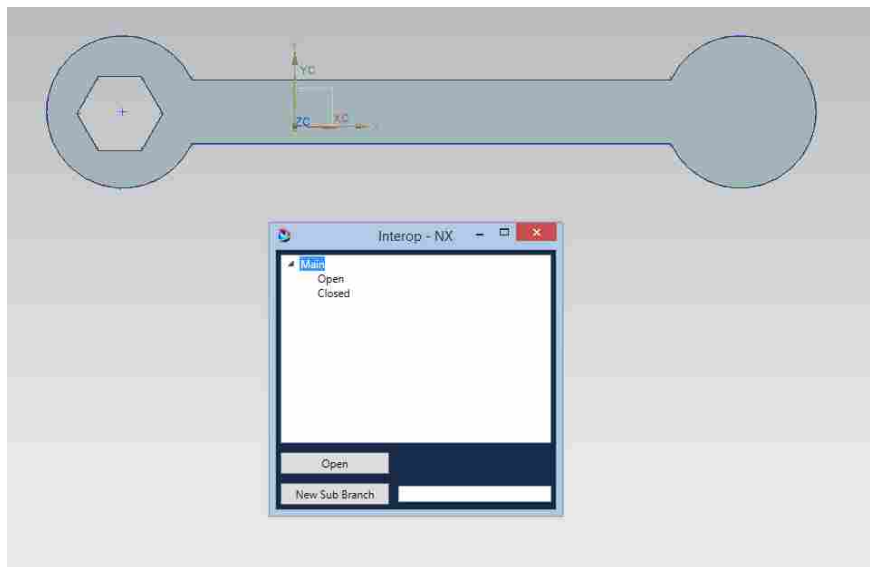 YC
ZC
XC
Interop - NX
Main
Open
Closed
Open
New Sub Branch